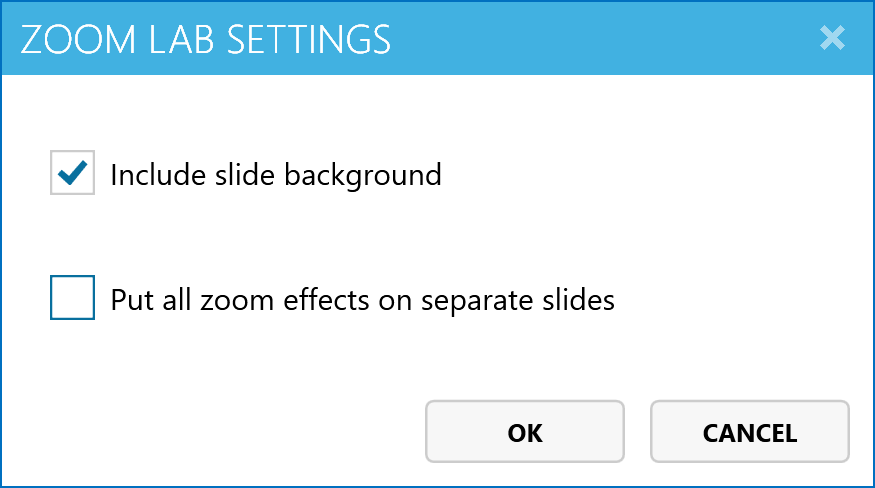 ZOOM LAB SETTINGS
Include slide background
Put all zoom effects on separate slides
OK CANCEL